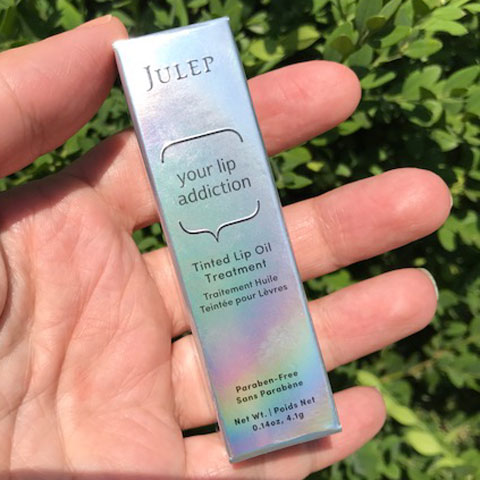 JULEP
your lip
addiction
Tinted Lip Oil
Treatment
Traitement Huile
Teintée pour Lèvres
Paraben-Free
Sans Parabène
Net Wt. | Poids Net
0.14oz, 4.1g